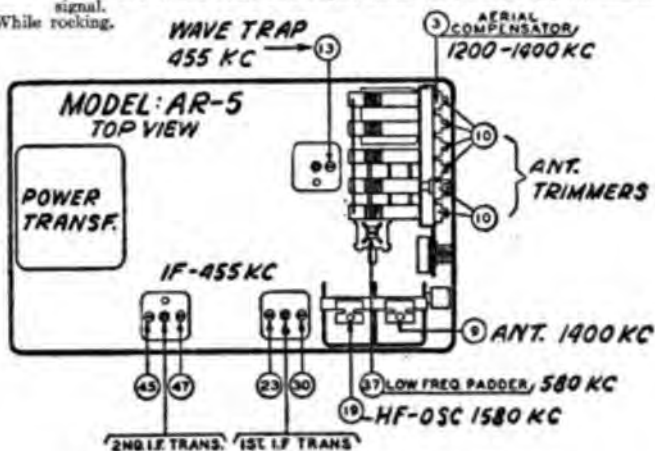 signal.
While rocking.
WAVE TRAP
455 KC
13
3
AERIAL
COMPENSATOR
1200-1400 KC
MODEL: AR-5
TOP VIEW
10
ANT.
TRIMMERS
10
POWER
TRANSF.
IF-455 KC
9
ANT. 1400 KC
45
47
23
30
37
LOW FREQ. PADDER, 580 KC
19
HF-OSC 1580 KC
2ND I.F. TRANS.
1ST. I.F TRANS